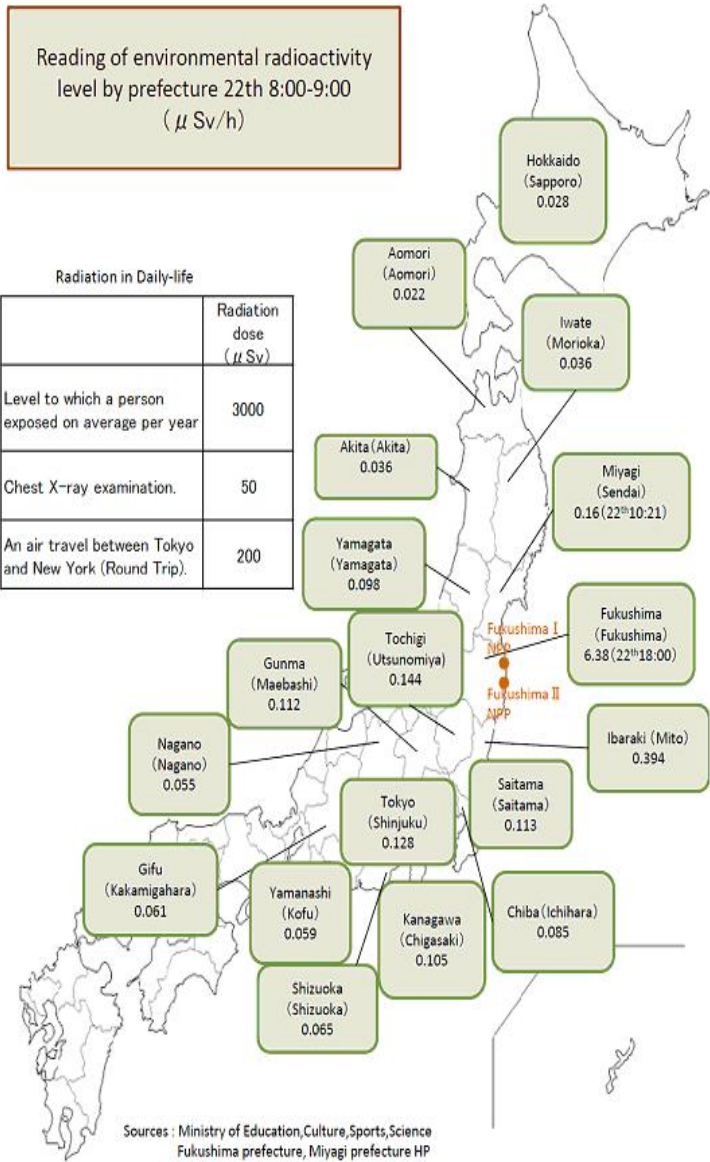 Reading of environmental radioactivity
level by prefecture 22th 8:00-9:00
(μ Sv/h)
Hokkaido
(Sapporo)
0.028
Aomori
(Aomori)
0.022
Radiation in Daily-life
Iwate
(Morioka)
0.036
Radiation
dose
(μ Sv)
Level to which a person
exposed on average per year
3000
Chest X-ray examination.
50
An air travel between Tokyo
and New York (Round Trip).
200
Akita (Akita)
0.036
Miyagi
(Sendai)
0.16(22th10:21)
Yamagata
(Yamagata)
0.098
Fukushima
(Fukushima)
6.38(22th18:00)
Fukushima I
NPP
Fukushima II
NPP
Tochigi
(Utsunomiya)
0.144
Gunma
(Maebashi)
0.112
Nagano
(Nagano)
0.055
Ibaraki (Mito)
0.394
Saitama
(Saitama)
0.113
Tokyo
(Shinjuku)
0.128
Gifu
(Kakamigahara)
0.061
Yamanashi
(Kofu)
0.059
Kanagawa
(Chigasaki)
0.105
Chiba (Ichihara)
0.085
Shizuoka
(Shizuoka)
0.065
Sources : Ministry of Education,Culture,Sports,Science
Fukushima prefecture, Miyagi prefecture HP